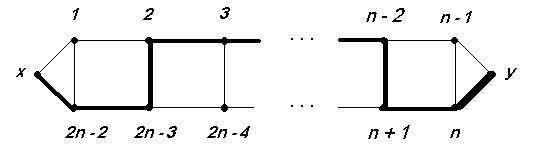 1 2 3 · · · n - 2 n - 1
x y
2n - 2 2n - 3 2n - 4 · · · n + 1 n